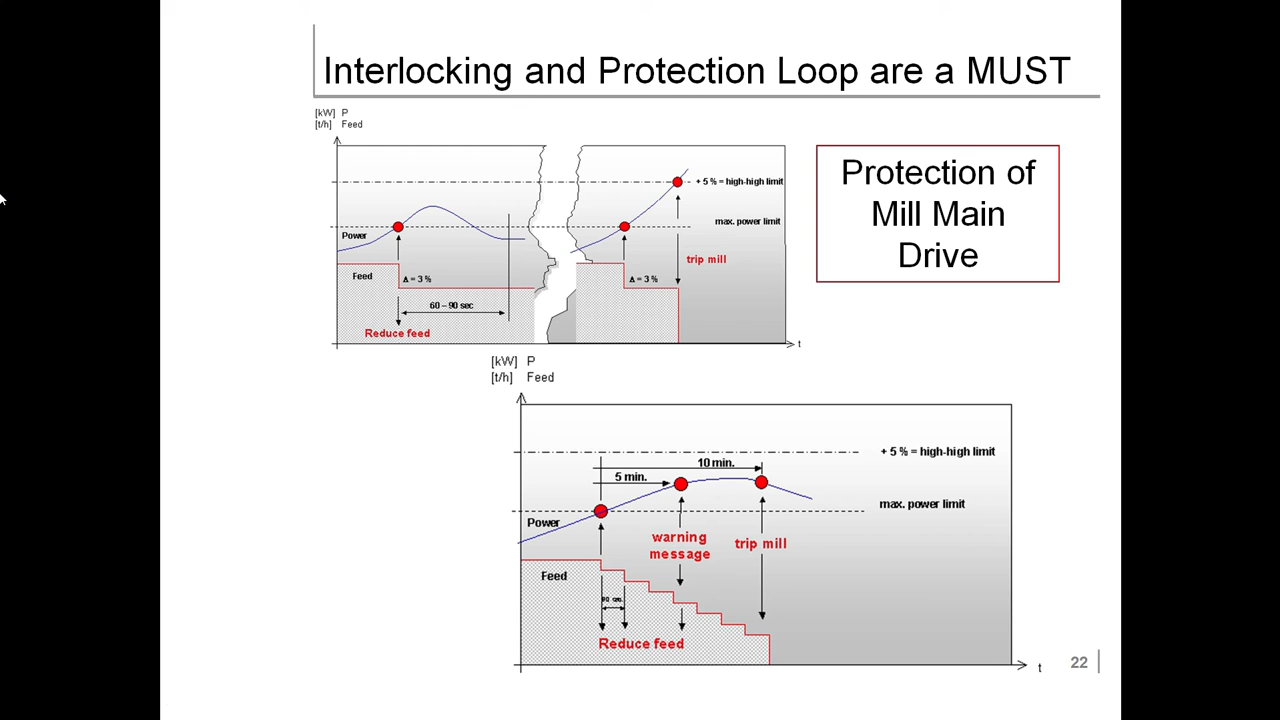 Interlocking and Protection Loop are a MUST
[kW] P
[t/h] Feed
+ 5 % = high-high limit
max. power limit
Power
trip mill
Feed
Δ = 3 %
Δ = 3 %
60 – 90 sec
Reduce feed
t
Protection of
Mill Main
Drive
[kW] P
[t/h] Feed
+ 5 % = high-high limit
10 min.
5 min.
max. power limit
Power
warning
message
trip mill
Feed
Reduce feed
t
22